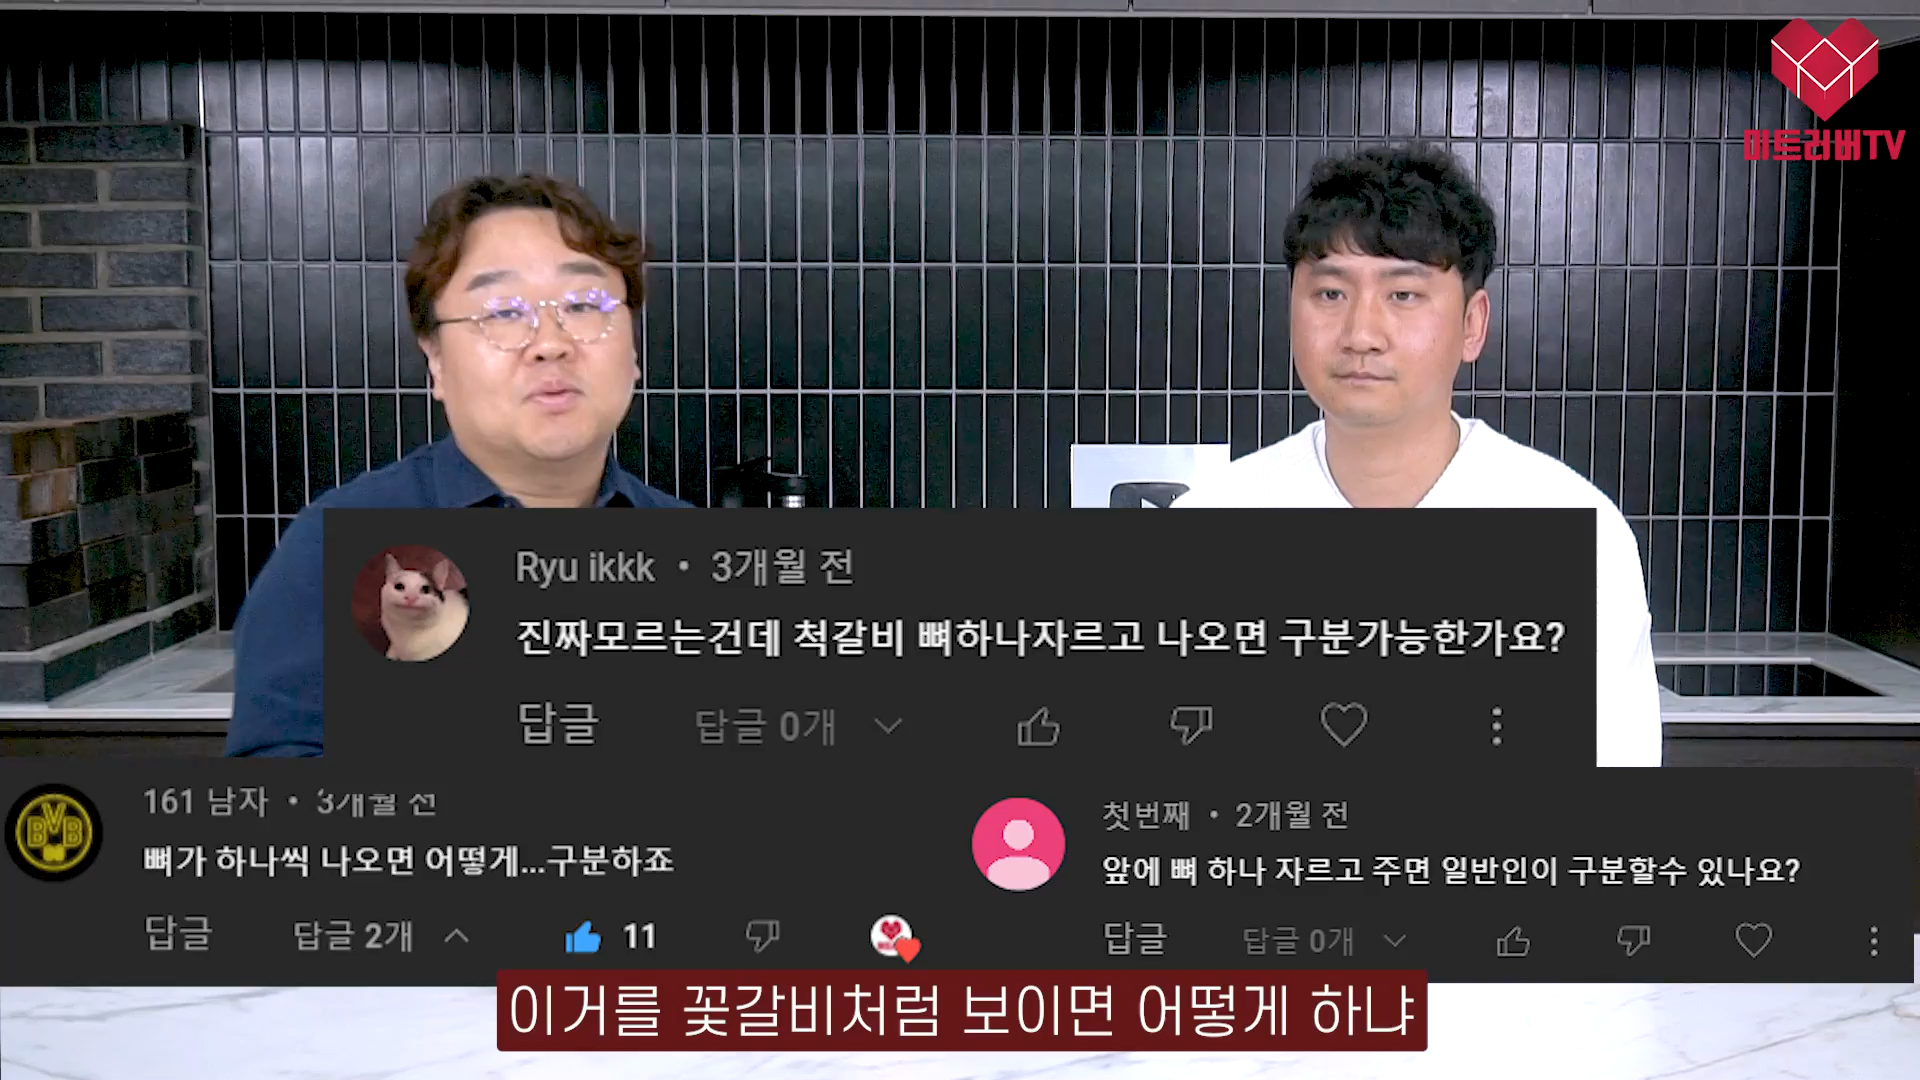 미트러버TV
Ryu ikkk • 3개월 전
진짜모르는건데 척갈비 뼈하나자르고 나오면 구분가능한가요?
답글 답글 0개
161 남자 • 3개월 전
뼈가 하나씩 나오면 어떻게...구분하죠
답글 답글 2개 11
첫번째 • 2개월 전
앞에 뼈 하나 자르고 주면 일반인이 구분할수 있나요?
답글 답글 0개
이거를 꽃갈비처럼 보이면 어떻게 하냐
BVB